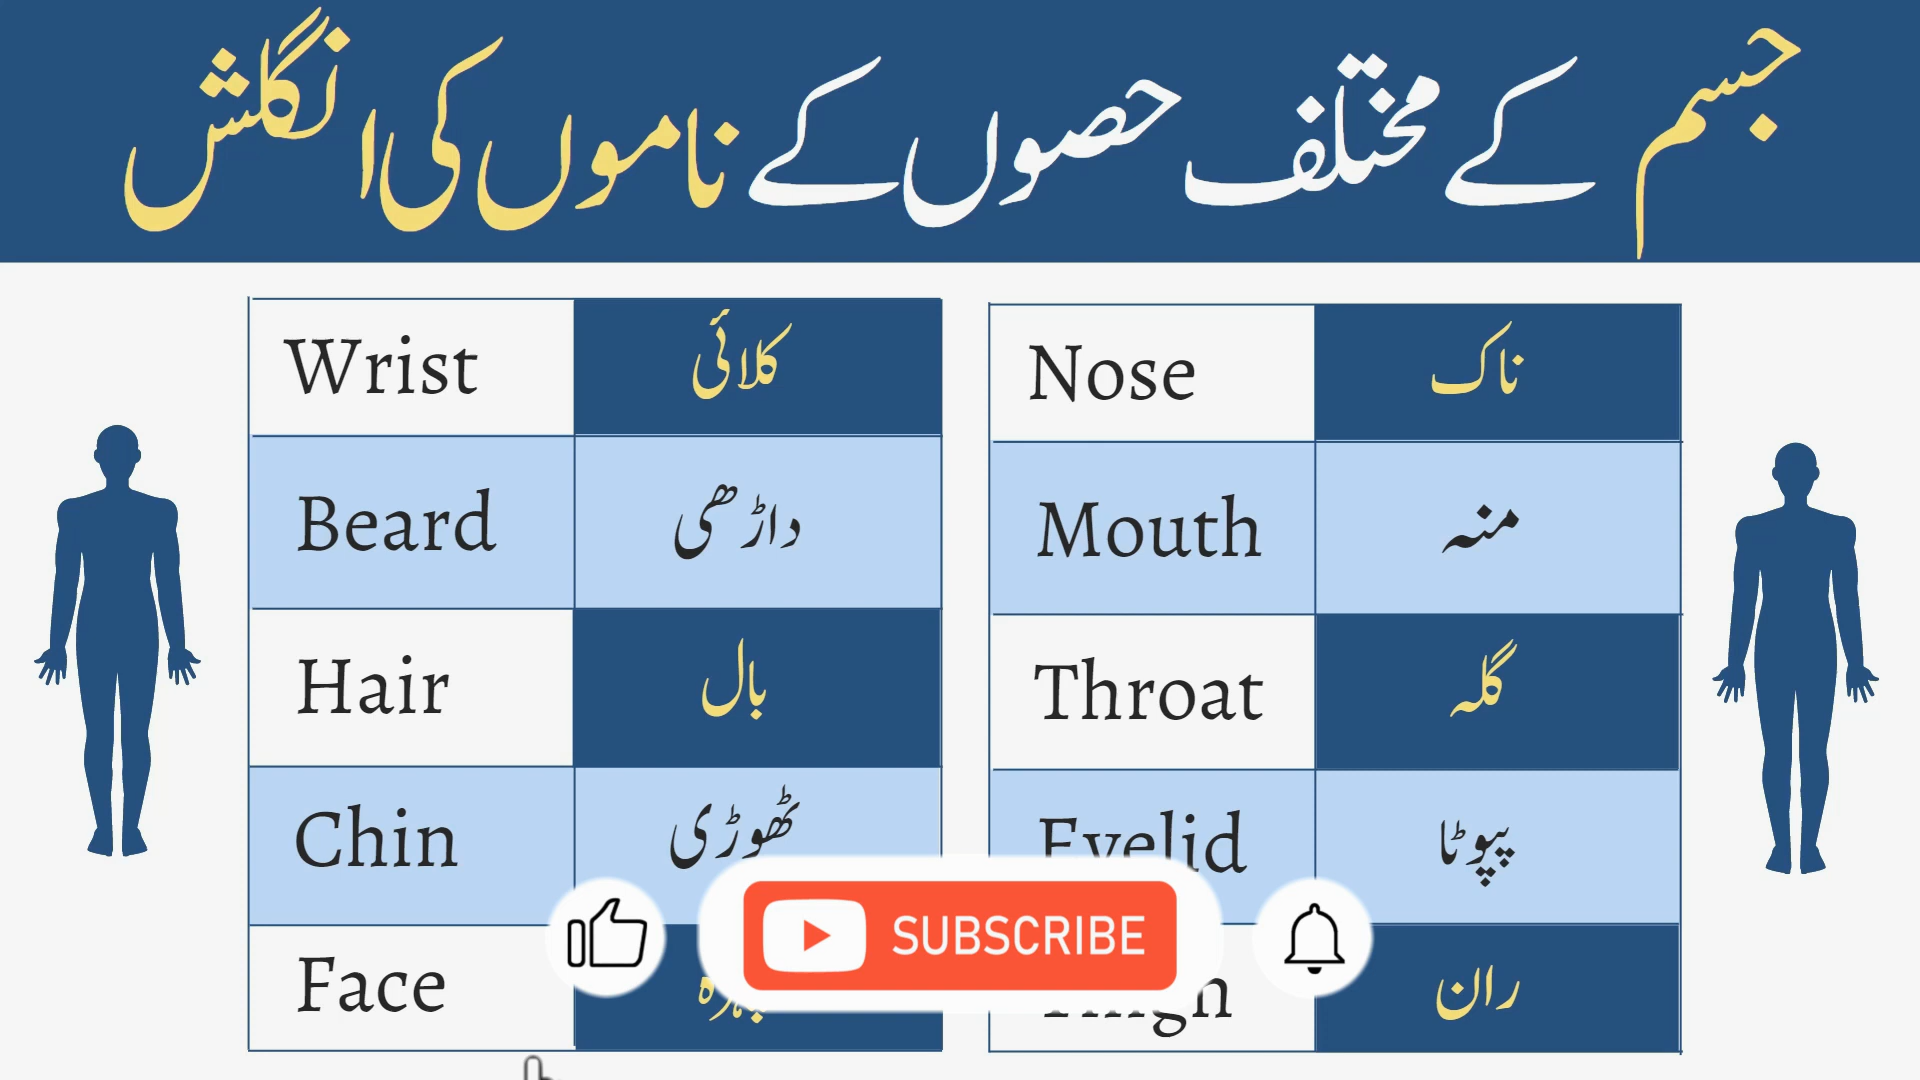 جسم کے مختلف حصوں کے ناموں کی انگلش
Wrist کلائی
Beard داڑھی
Hair بال
Chin ٹھوڑی
Face
Nose ناک
Mouth منہ
Throat گلہ
Eyelid پپوٹا
ران
SUBSCRIBE